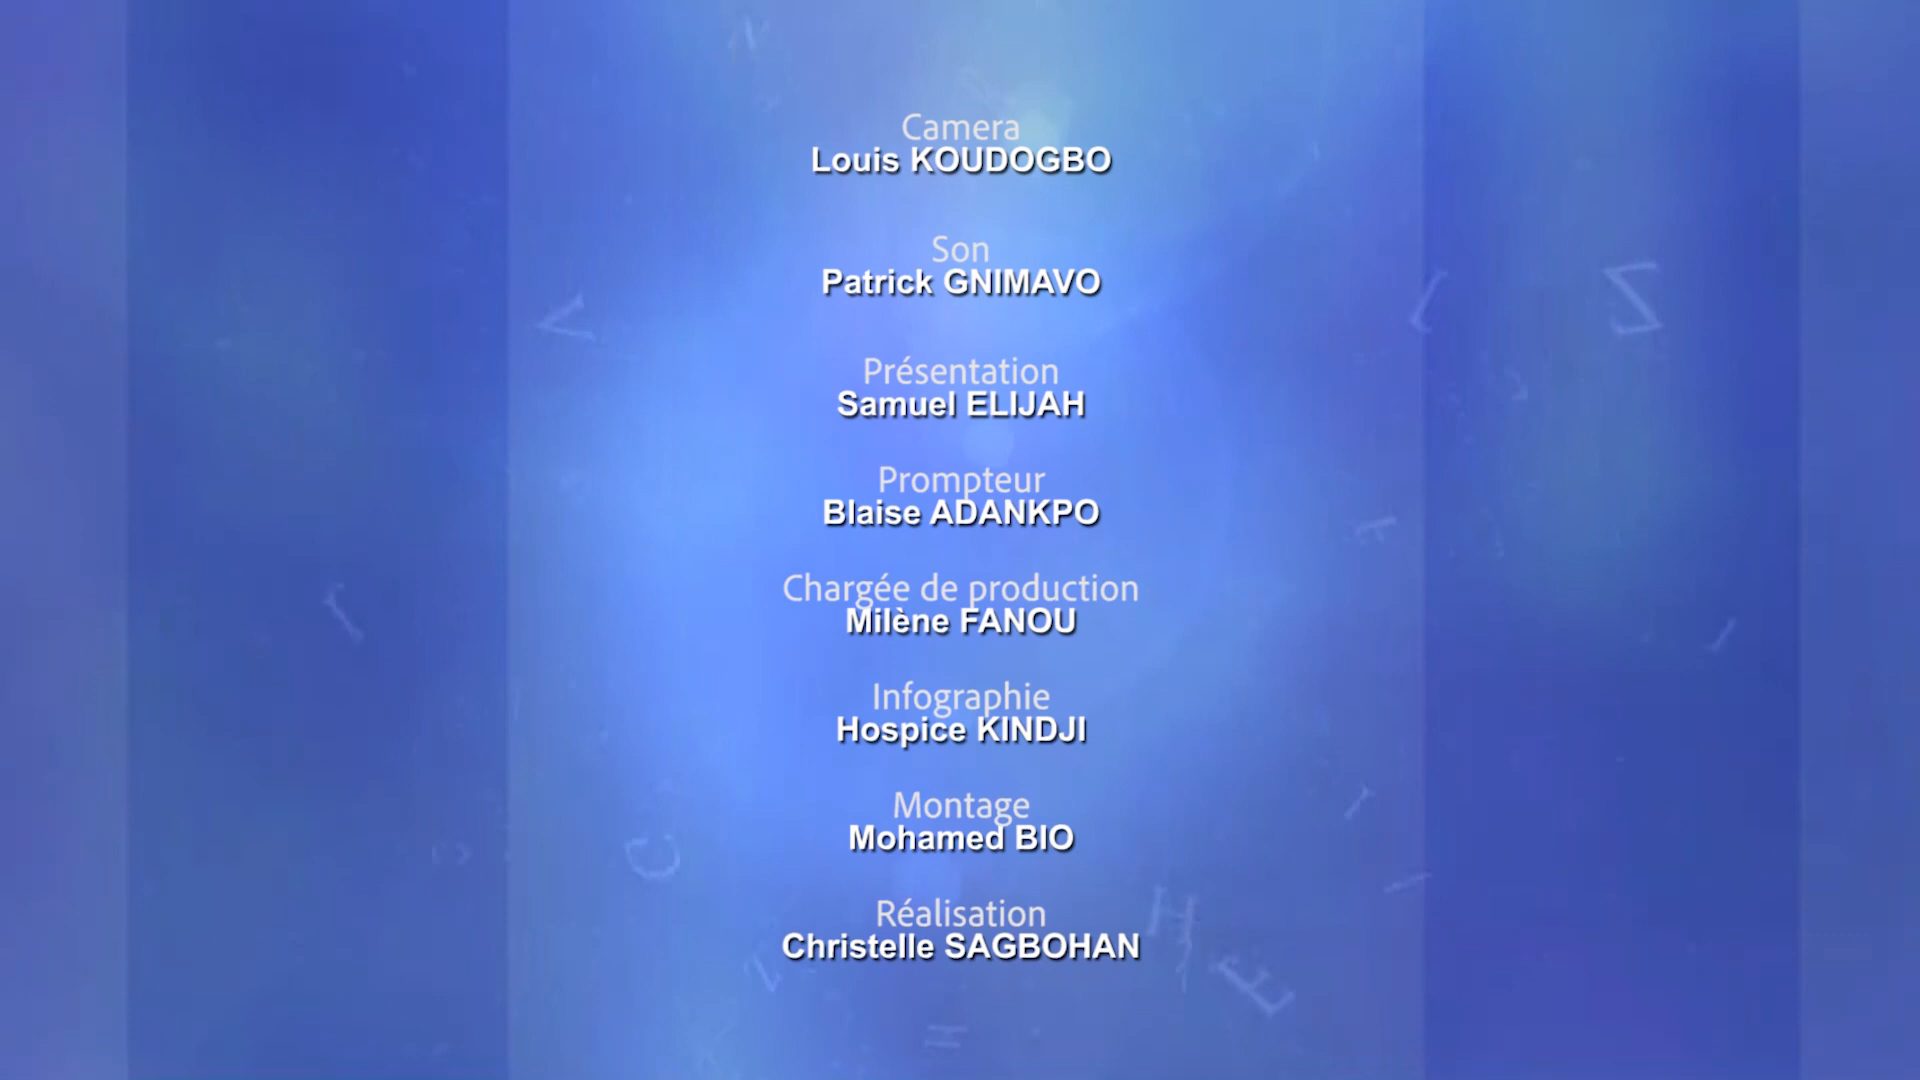 Camera
Louis KOUDOGBO
Son
Patrick GNIMAVO
Présentation
Samuel ELIJAH
Prompteur
Blaise ADANKPO
Chargée de production
Milène FANOU
Infographie
Hospice KINDJI
Montage
Mohamed BIO
Réalisation
Christelle SAGBOHAN